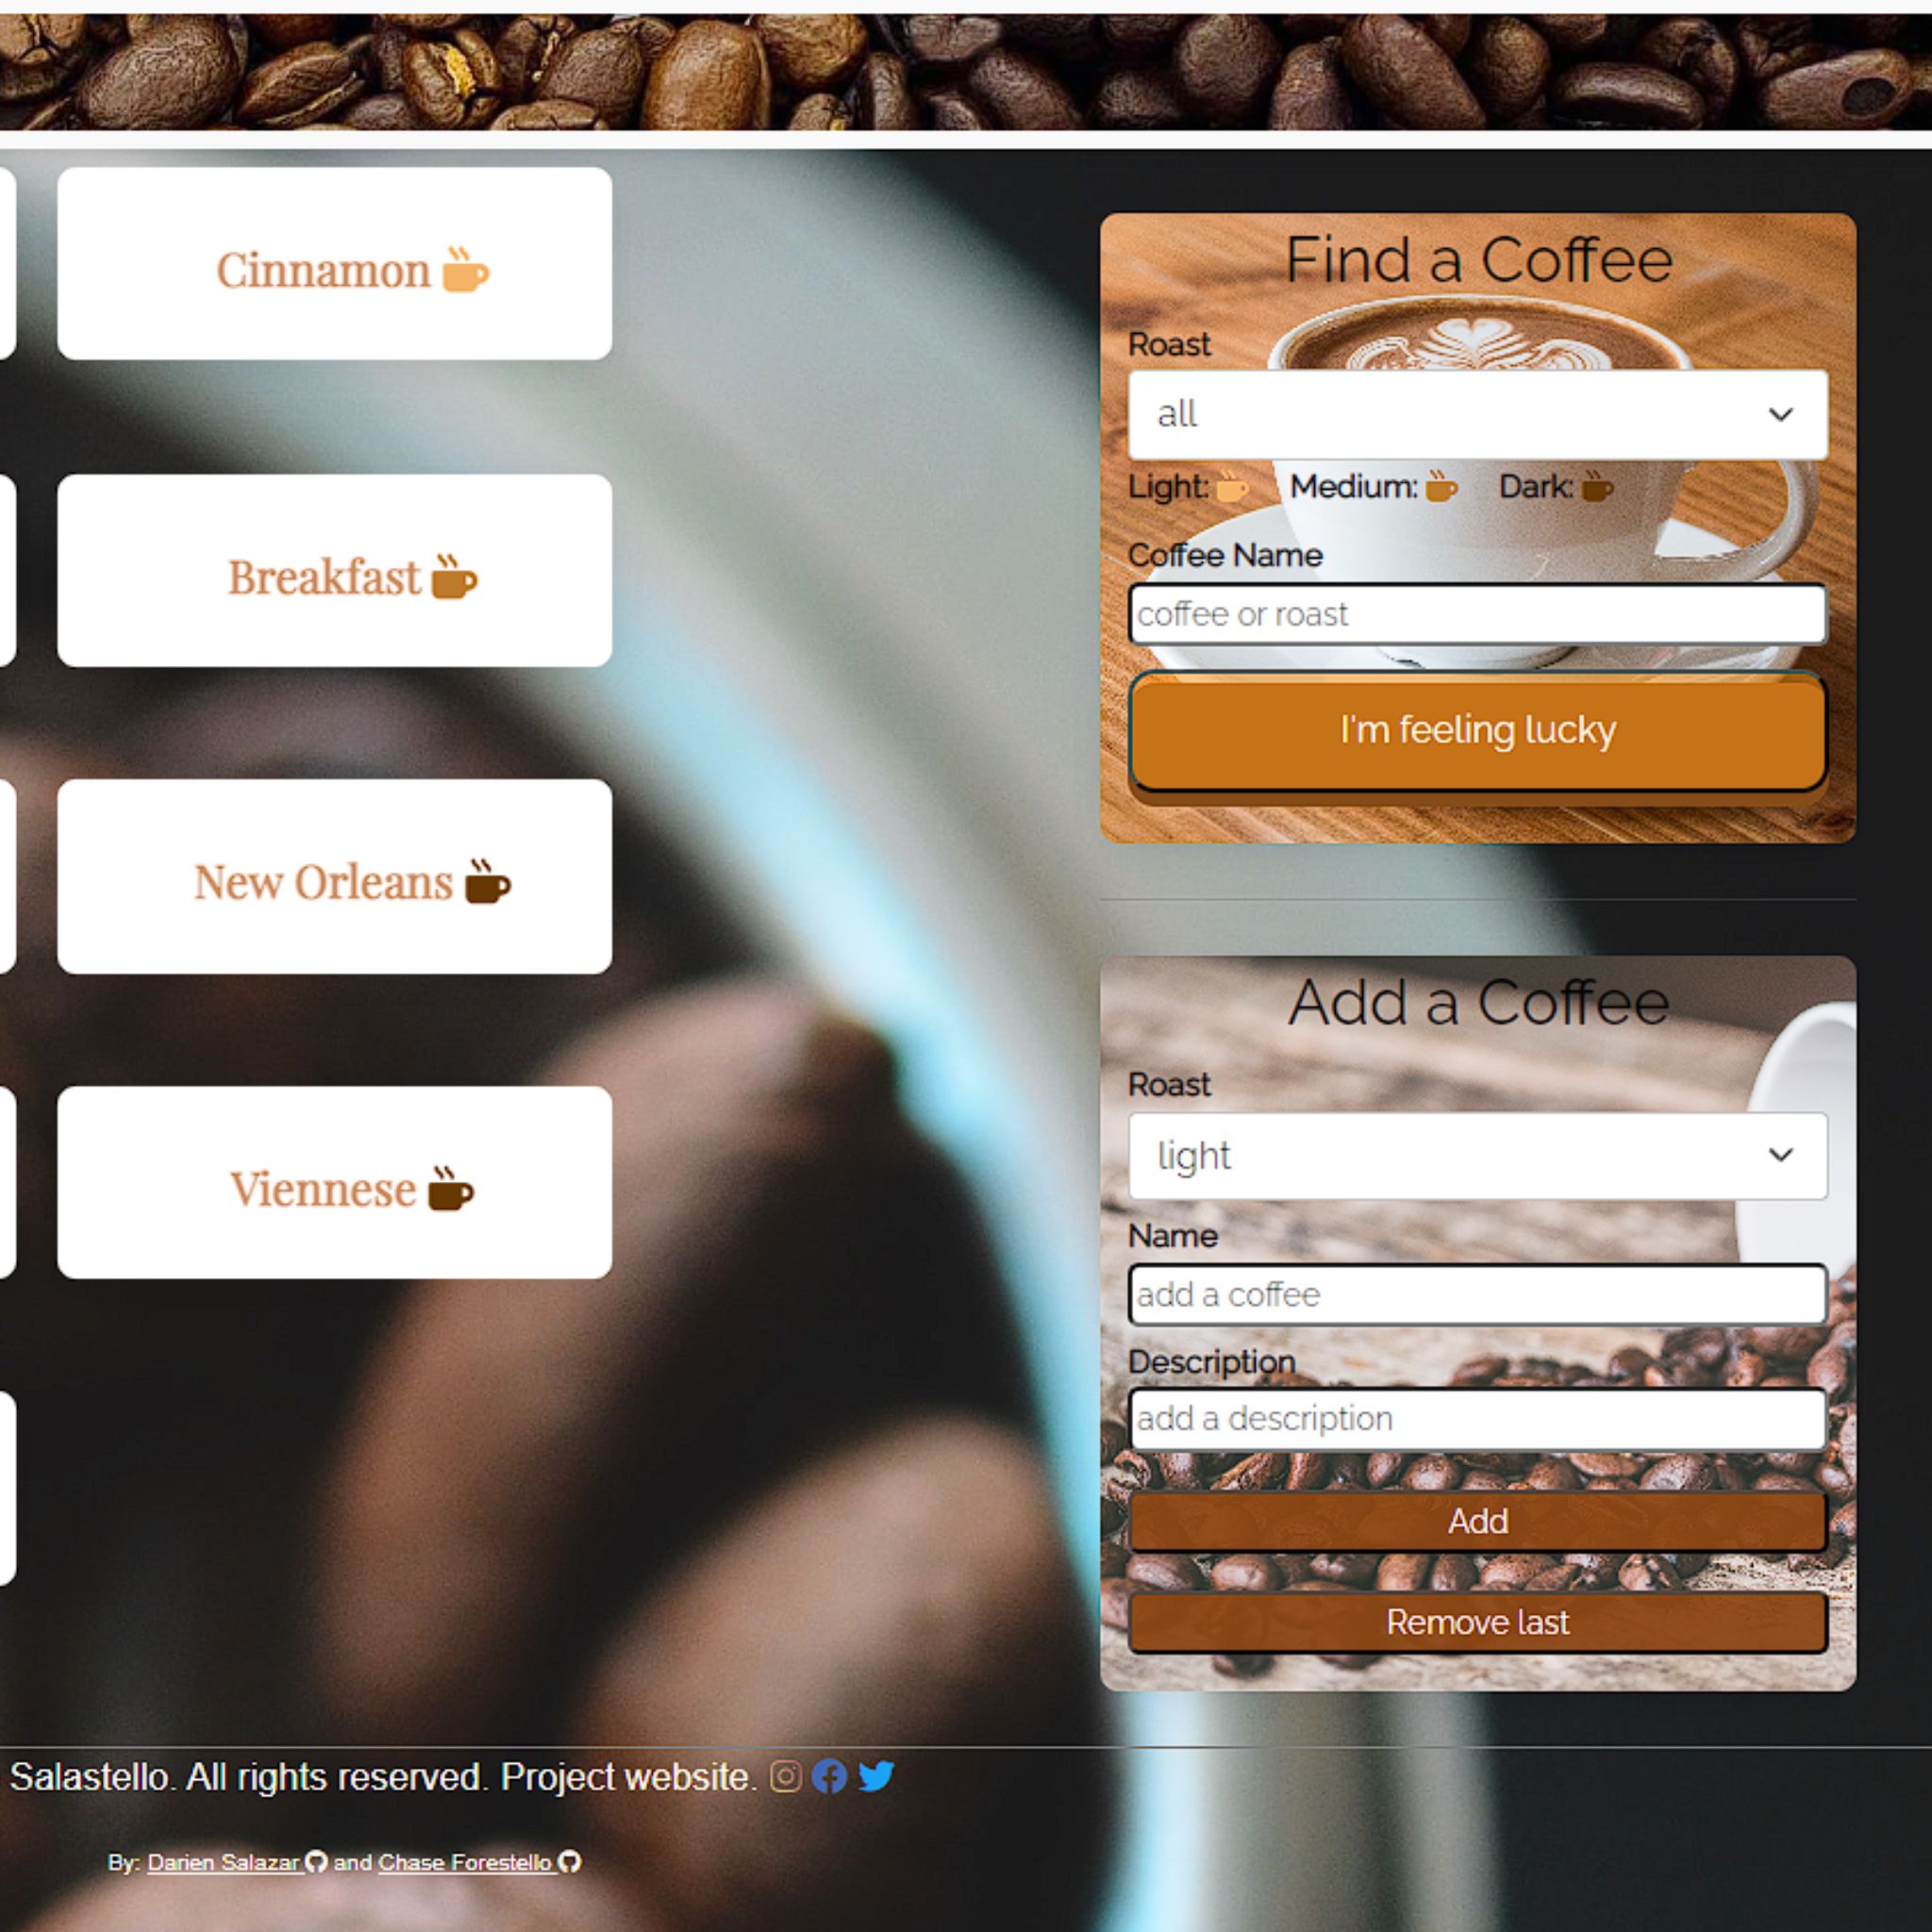 Cinnamon
Breakfast
New Orleans
Viennese
Find a Coffee
Roast
all
Light: Medium: Dark:
Coffee Name
coffee or roast
I'm feeling lucky
Add a Coffee
Roast
light
Name
add a coffee
Description
add a description
Add
Remove last
Salastello. All rights reserved. Project website.
By: Darien Salazar and Chase Forestello